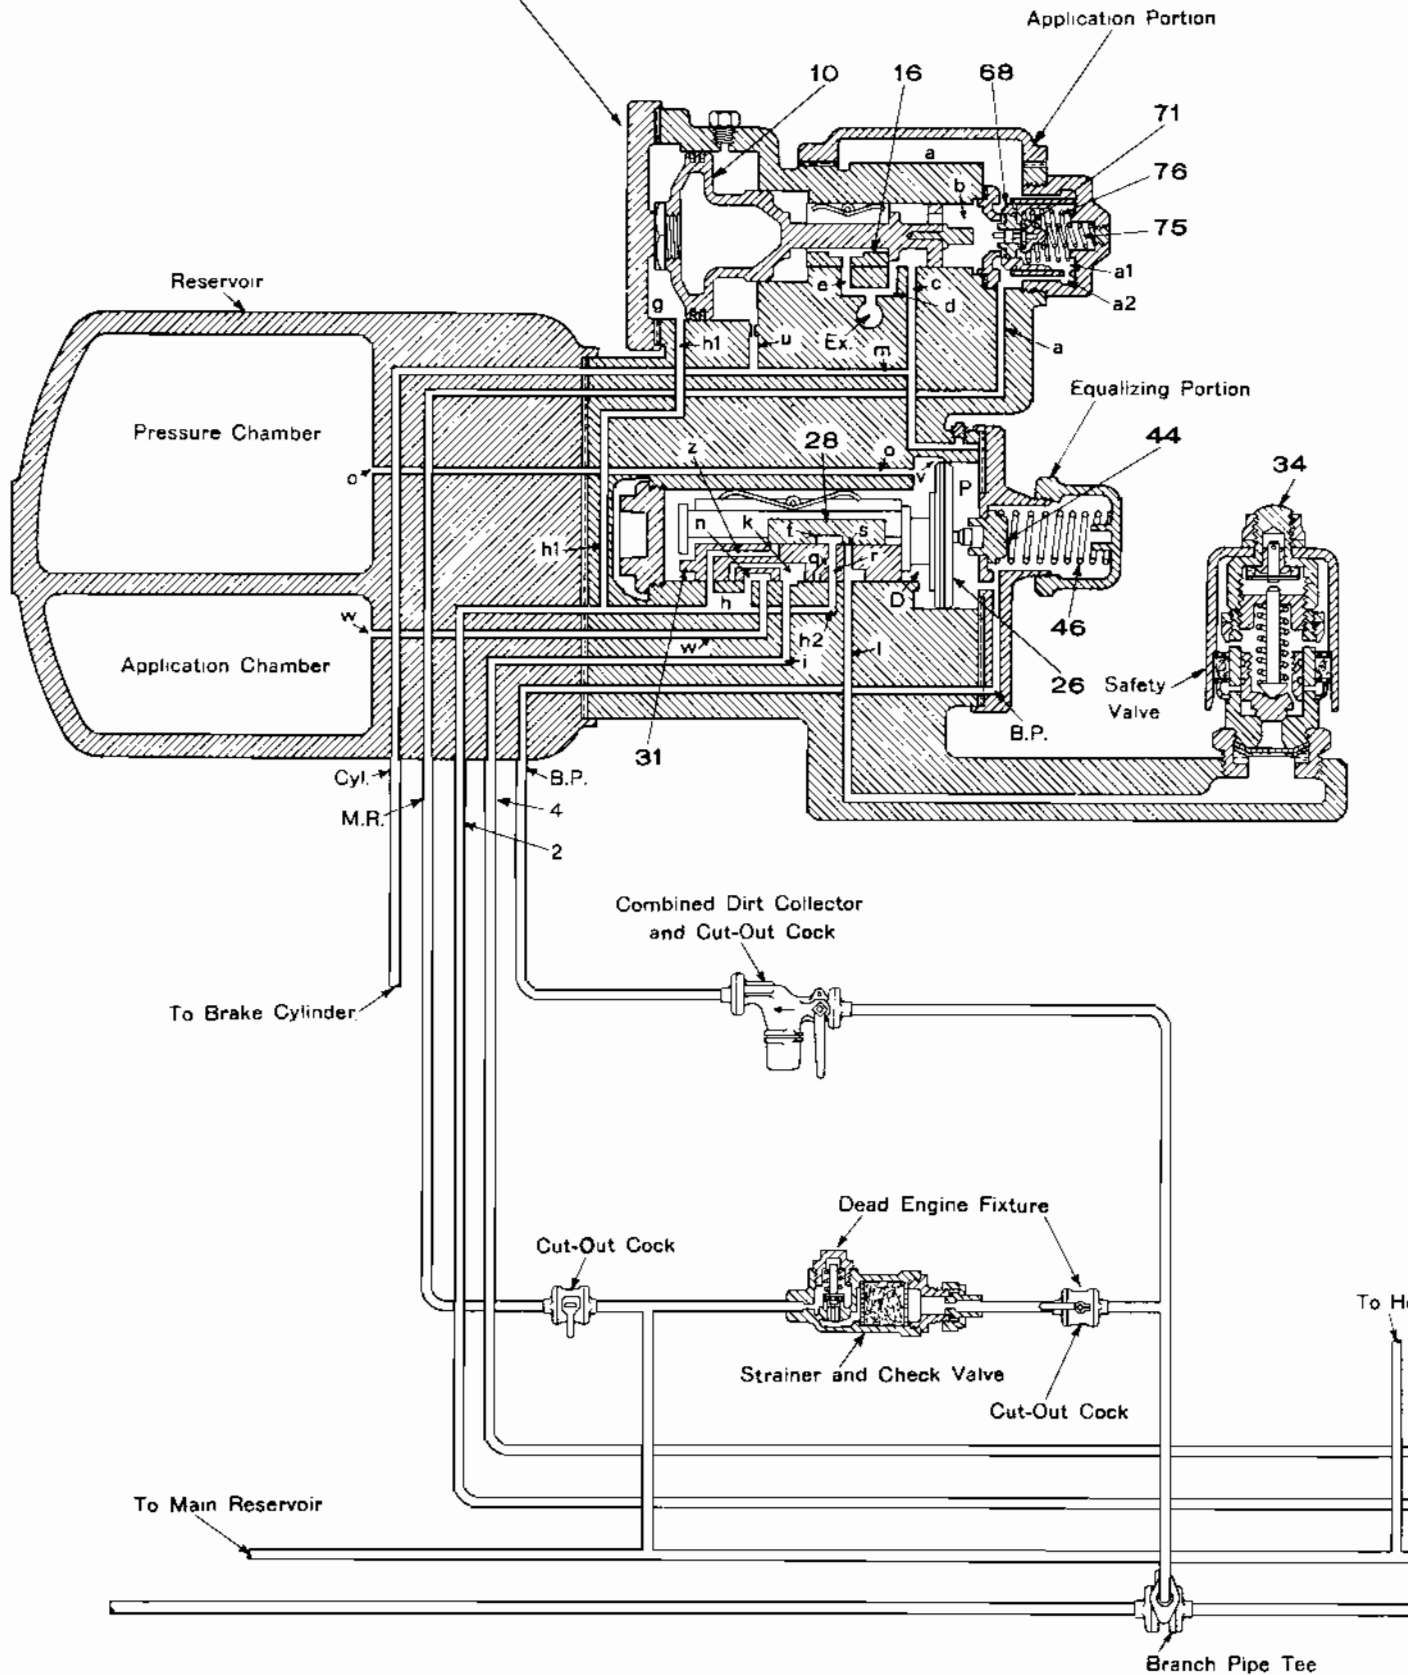 Application Portion
10
16
68
71
76
75
a
b
a1
a2
e
c
d
g
h1
u
Ex.
m
a
Reservoir
Equalizing Portion
Pressure Chamber
z
28
o
v
P
44
34
o
n
k
f
s
h1
q
r
h
D
w
h2
w
i
l
46
Application Chamber
26
Safety
Valve
31
B.P.
Cyl.
B.P.
M.R.
4
2
Combined Dirt Collector
and Cut-Out Cock
To Brake Cylinder
Dead Engine Fixture
Cut-Out Cock
Strainer and Check Valve
Cut-Out Cock
To Main Reservoir
Branch Pipe Tee